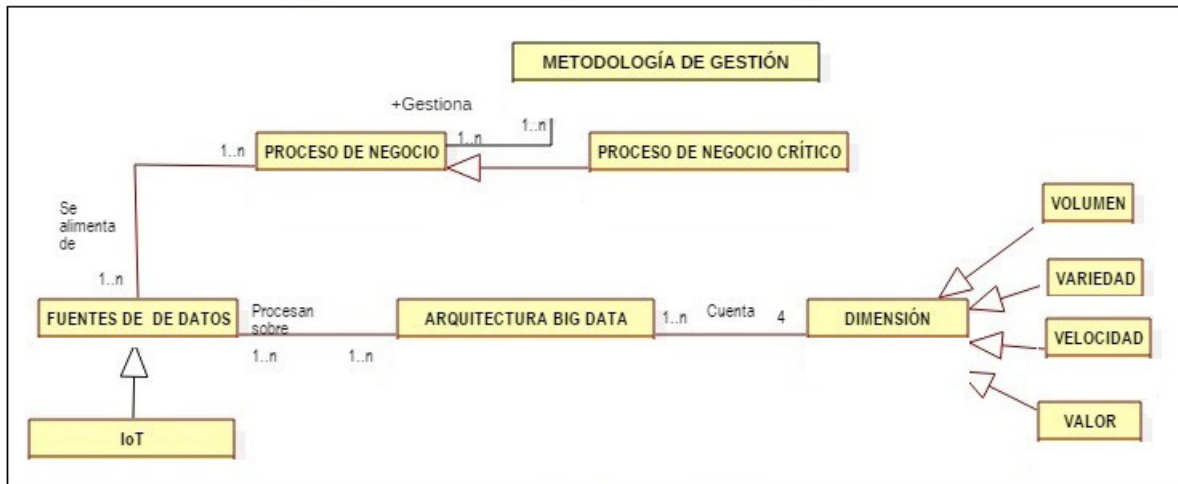 METODOLOGÍA DE GESTIÓN
+Gestiona
1..n
1..n
1..n
PROCESO DE NEGOCIO
PROCESO DE NEGOCIO CRÍTICO
Se
alimenta
de
1..n
VOLUMEN
VARIEDAD
VELOCIDAD
VALOR
FUENTES DE DE DATOS
Procesan
sobre
1..n
1..n
ARQUITECTURA BIG DATA
1..n
Cuenta
4
DIMENSIÓN
IoT